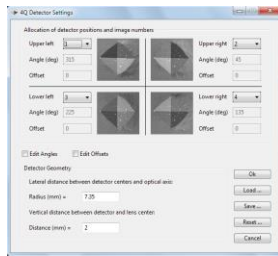 4Q Detector Settings
Allocation of detector positions and image numbers
Upper left 1
Angle (deg) 315
Offset 0
Upper right 2
Angle (deg) 45
Offset 0
Lower left 3
Angle (deg) 225
Offset 0
Lower right 4
Angle (deg) 135
Offset 0
Edit Angles Edit Offsets
Detector Geometry
Lateral distance between detector centers and optical axis:
Radius (mm) = 7.35
Vertical distance between detector and lens center:
Distance (mm) = 2
Ok
Load ...
Save ...
Reset ...
Cancel